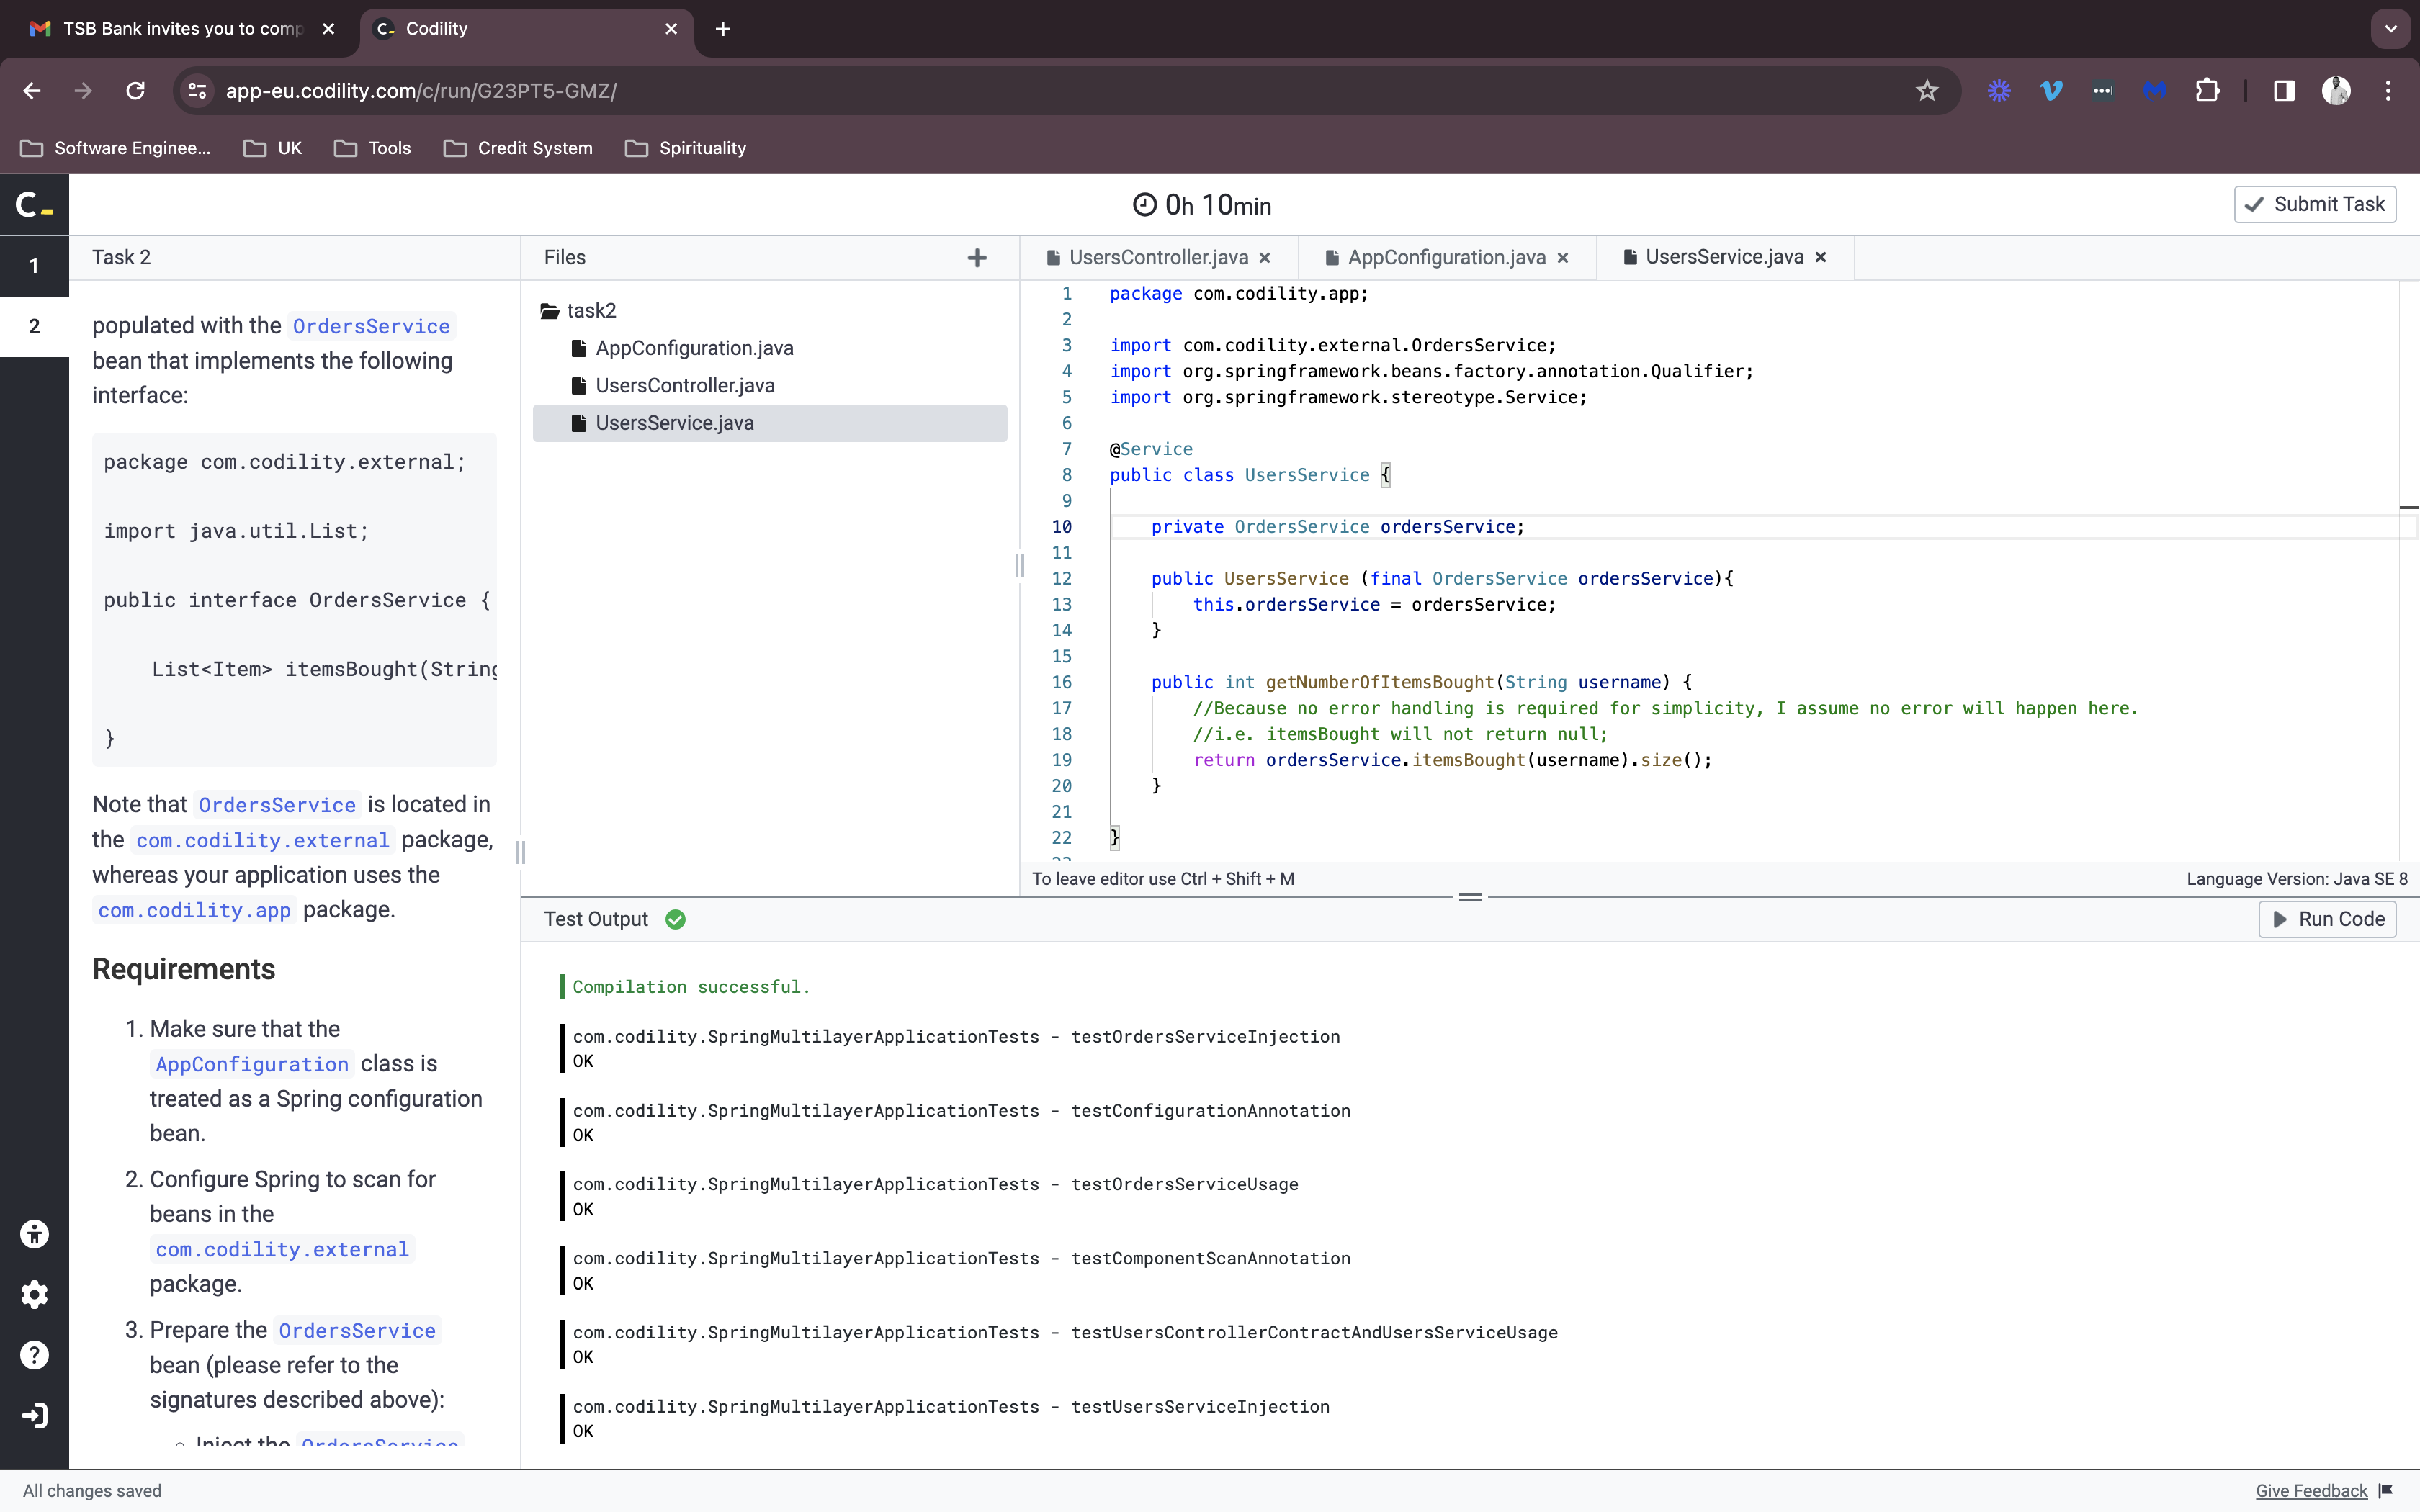 TSB Bank invites you to comp
Codility
app-eu.codility.com/c/run/G23PT5-GMZ/
Software Enginee...
UK
Tools
Credit System
Spirituality
0h 10min
Submit Task
1
2
Task 2
populated with the OrdersService
bean that implements the following
interface:
package com.codility.external;
import java.util.List;
public interface OrdersService {
List<Item> itemsBought(String
}
Note that OrdersService is located in
the com.codility.external package,
whereas your application uses the
com.codility.app package.
Requirements
1. Make sure that the
AppConfiguration class is
treated as a Spring configuration
bean.
2. Configure Spring to scan for
beans in the
com.codility.external
package.
3. Prepare the OrdersService
bean (please refer to the
signatures described above):
Inject the OrdersService
Files
task2
AppConfiguration.java
UsersController.java
UsersService.java
UsersController.java
AppConfiguration.java
UsersService.java
1 package com.codility.app;
2
3 import com.codility.external.OrdersService;
4 import org.springframework.beans.factory.annotation.Qualifier;
5 import org.springframework.stereotype.Service;
6
7 @Service
8 public class UsersService {
9
10 private OrdersService ordersService;
11
12 public UsersService (final OrdersService ordersService){
13 this.ordersService = ordersService;
14 }
15
16 public int getNumberOfItemsBought(String username) {
17 //Because no error handling is required for simplicity, I assume no error will happen here.
18 //i.e. itemsBought will not return null;
19 return ordersService.itemsBought(username).size();
20 }
21
22 }
To leave editor use Ctrl + Shift + M
Language Version: Java SE 8
Test Output
Run Code
Compilation successful.
com.codility.SpringMultilayerApplicationTests - testOrdersServiceInjection
OK
com.codility.SpringMultilayerApplicationTests - testConfigurationAnnotation
OK
com.codility.SpringMultilayerApplicationTests - testOrdersServiceUsage
OK
com.codility.SpringMultilayerApplicationTests - testComponentScanAnnotation
OK
com.codility.SpringMultilayerApplicationTests - testUsersControllerContractAndUsersServiceUsage
OK
com.codility.SpringMultilayerApplicationTests - testUsersServiceInjection
OK
All changes saved
Give Feedback